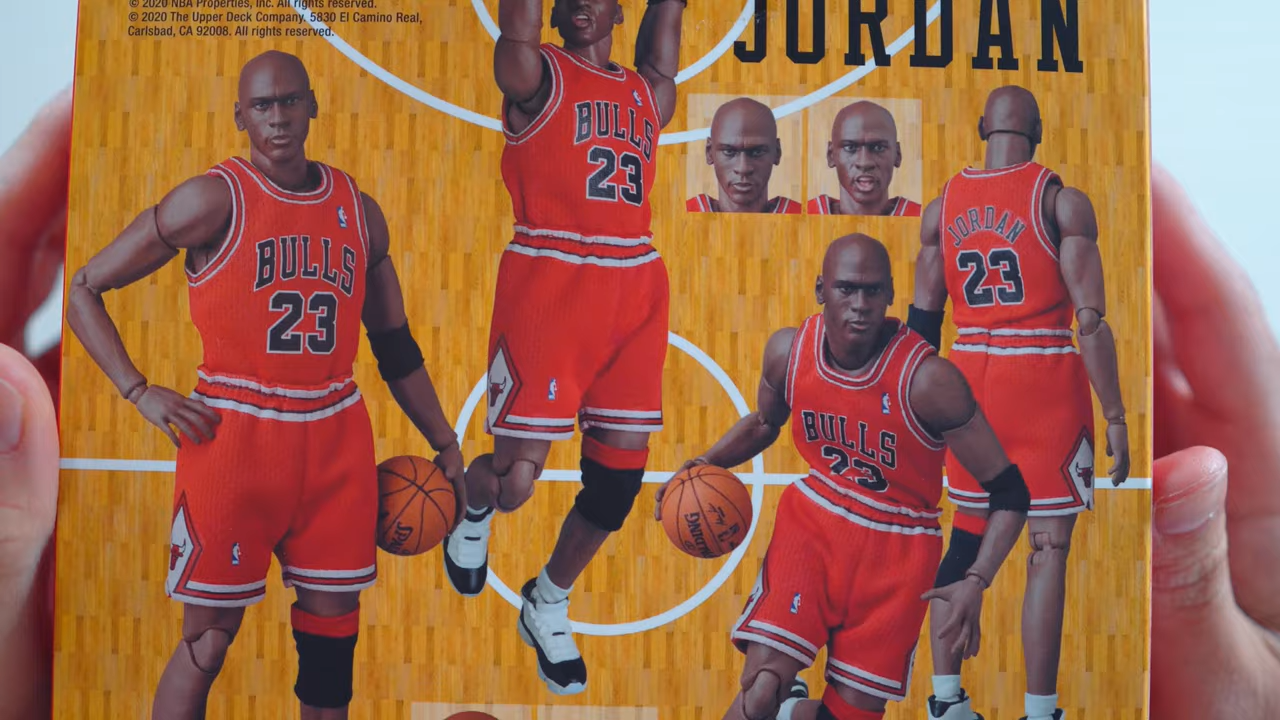 © 2020 NBA Properties, Inc. All rights reserved.
© 2020 The Upper Deck Company. 5830 El Camino Real,
Carlsbad, CA 92008. All rights reserved.
JORDAN
BULLS
23
BULLS
23
JORDAN
23
BULLS
23
SPALDING